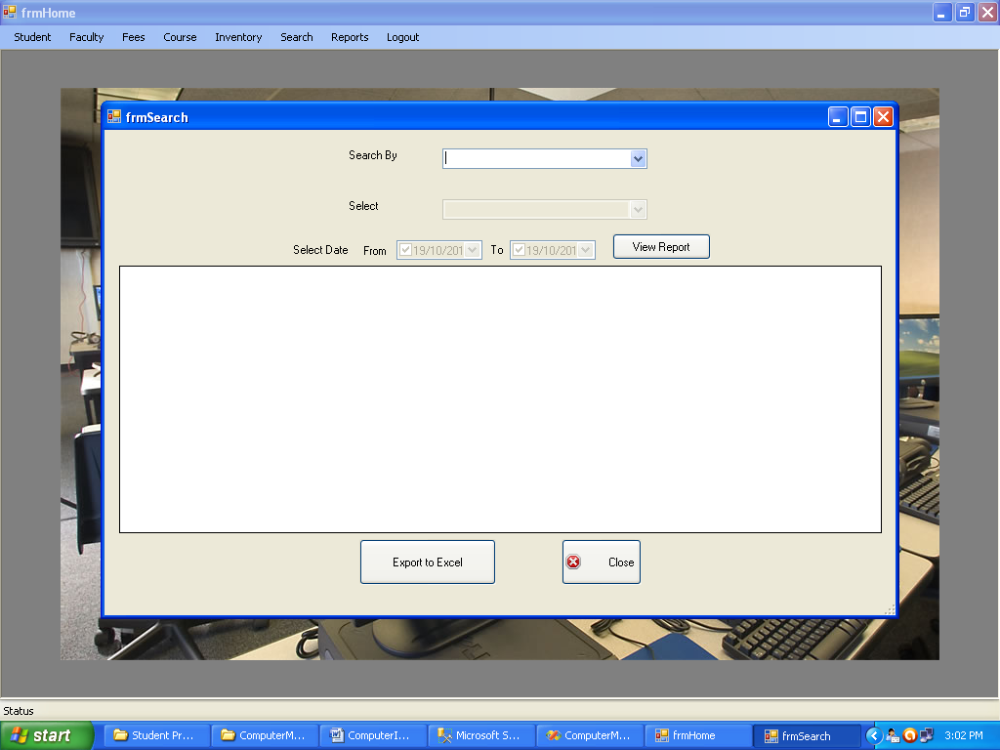 frmHome
Student Faculty Fees Course Inventory Search Reports Logout
frmSearch
Search By
Select
Select Date From 19/10/201 To 19/10/201 View Report
Export to Excel Close
Status
start Student Pr... ComputerM... ComputerI... Microsoft S... ComputerM... frmHome frmSearch 3:02 PM